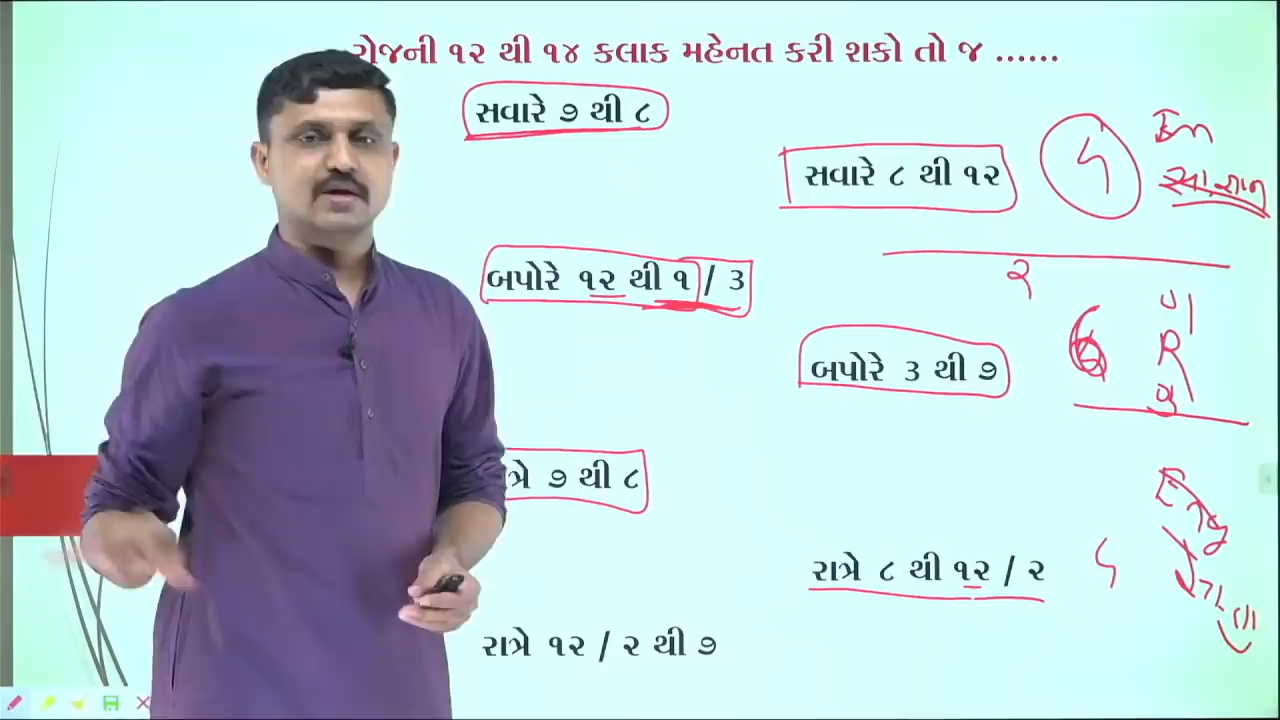 રોજની ૧૨ થી ૧૪ કલાક મહેનત કરી શકો તો જ ......
સવારે ૭ થી ૮
સવારે ૮ થી ૧૨
બપોરે ૧૨ થી ૧ / ૩
૨
બપોરે ૩ થી ૭
R
ત્રે ૭ થી ૮
રાત્રે ૮ થી ૧૨ / ૨
રાત્રે ૧૨ / ૨ થી ૭